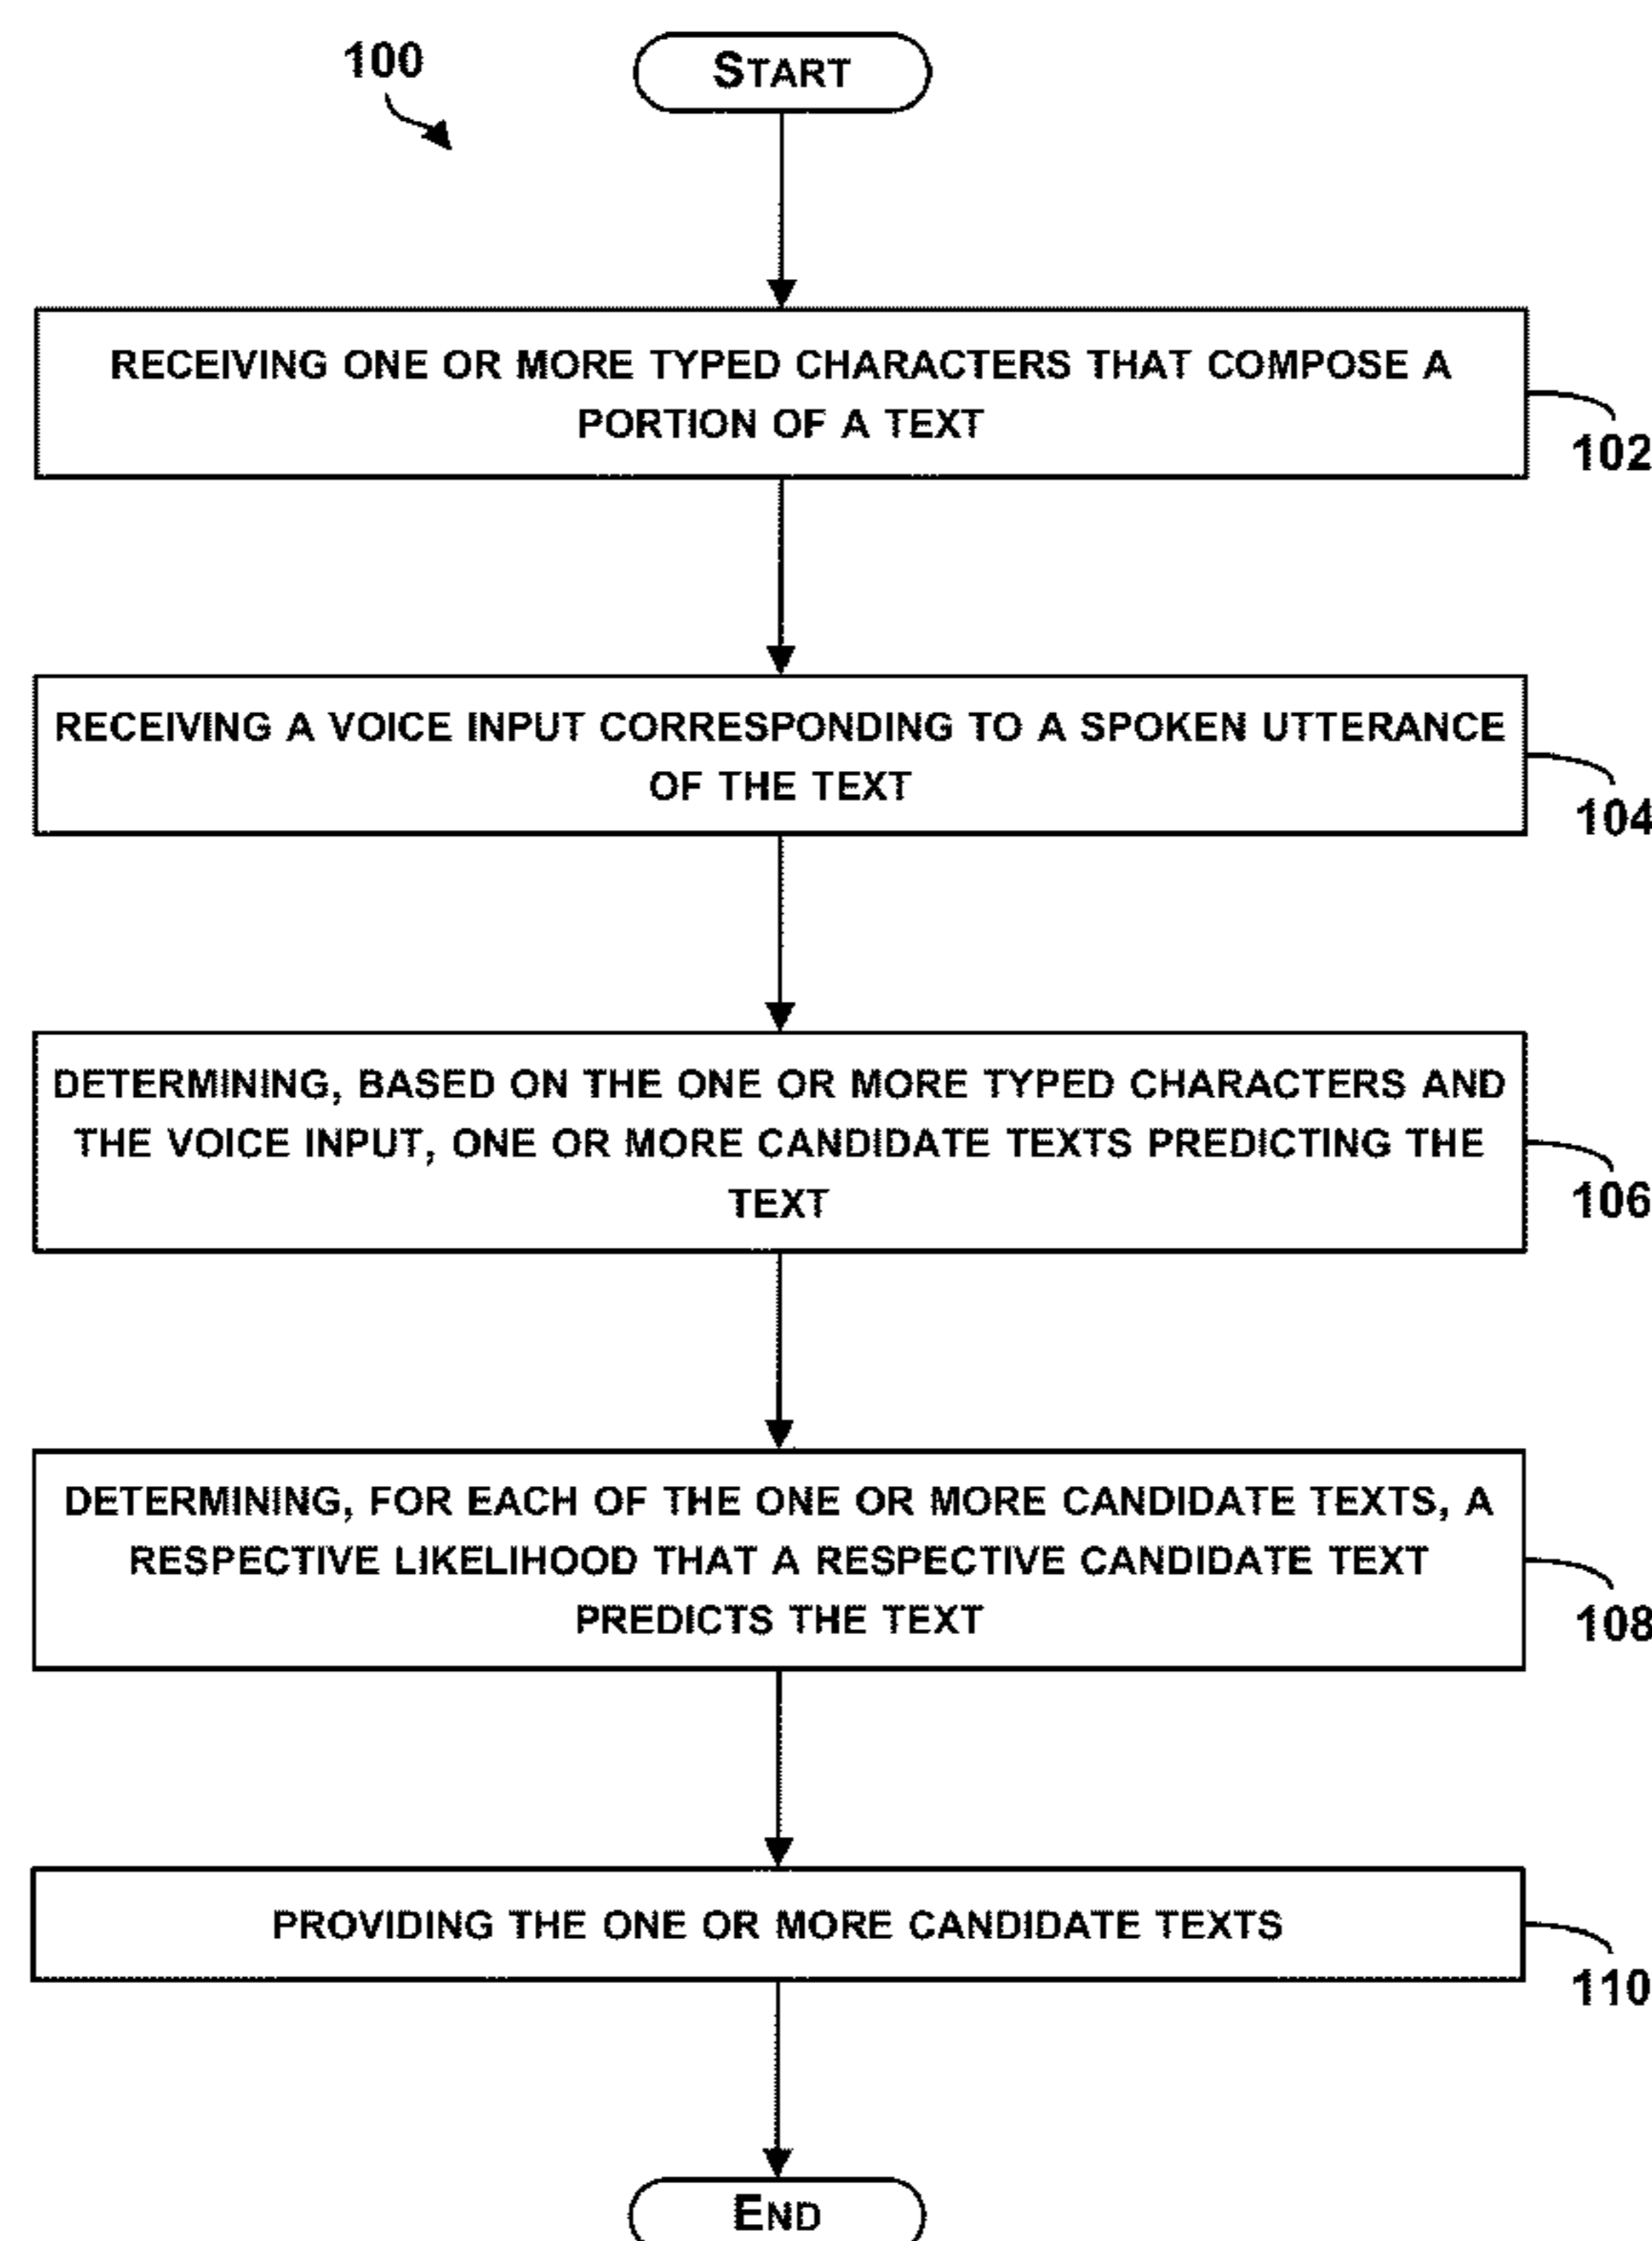 100
START
RECEIVING ONE OR MORE TYPED CHARACTERS THAT COMPOSE A
PORTION OF A TEXT
102
RECEIVING A VOICE INPUT CORRESPONDING TO A SPOKEN UTTERANCE
OF THE TEXT
104
DETERMINING, BASED ON THE ONE OR MORE TYPED CHARACTERS AND
THE VOICE INPUT, ONE OR MORE CANDIDATE TEXTS PREDICTING THE
TEXT
106
DETERMINING, FOR EACH OF THE ONE OR MORE CANDIDATE TEXTS, A
RESPECTIVE LIKELIHOOD THAT A RESPECTIVE CANDIDATE TEXT
PREDICTS THE TEXT
108
PROVIDING THE ONE OR MORE CANDIDATE TEXTS
110
END